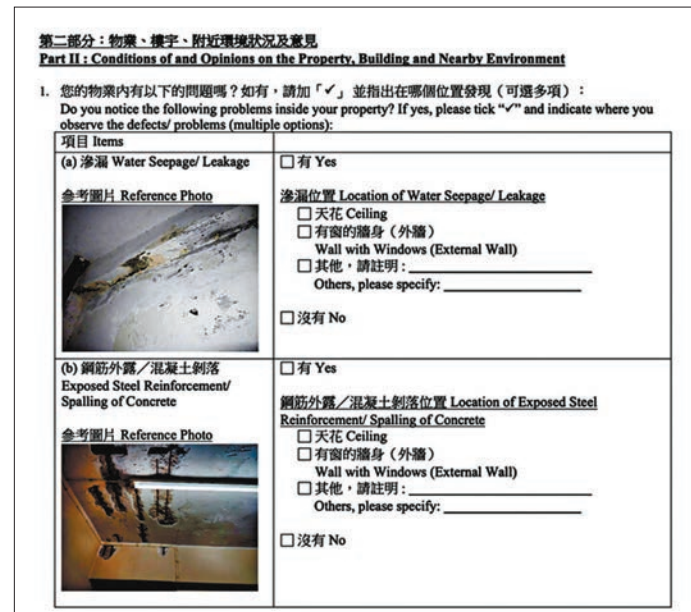 第二部分：物業、樓宇、附近環境狀況及意見
Part II : Conditions of and Opinions on the Property, Building and Nearby Environment
1. 您的物業內有以下的問題嗎？如有，請加「✓」並指出在哪個位置發現（可選多項）：
Do you notice the following problems inside your property? If yes, please tick “✓” and indicate where you
observe the defects/ problems (multiple options):
項目 Items
(a) 滲漏 Water Seepage/ Leakage
參考圖片 Reference Photo
☐ 有 Yes
滲漏位置 Location of Water Seepage/ Leakage
☐ 天花 Ceiling
☐ 有窗的牆身（外牆）
Wall with Windows (External Wall)
☐ 其他，請註明：____________________
Others, please specify: ____________________
☐ 沒有 No
(b) 鋼筋外露／混凝土剝落
Exposed Steel Reinforcement/
Spalling of Concrete
參考圖片 Reference Photo
☐ 有 Yes
鋼筋外露／混凝土剝落位置 Location of Exposed Steel
Reinforcement/ Spalling of Concrete
☐ 天花 Ceiling
☐ 有窗的牆身（外牆）
Wall with Windows (External Wall)
☐ 其他，請註明：____________________
Others, please specify: ____________________
☐ 沒有 No